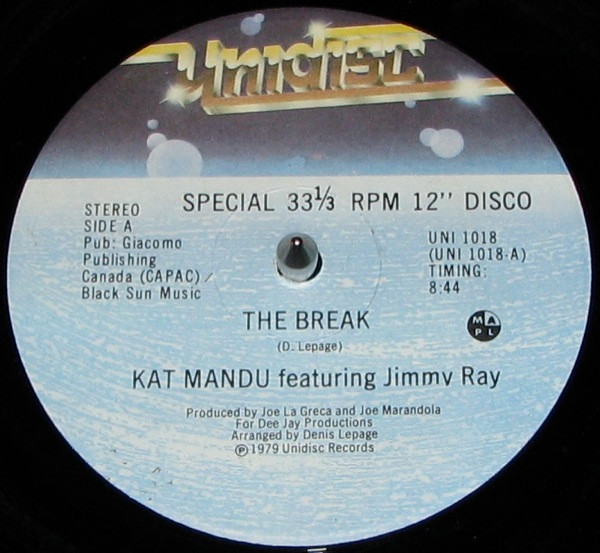 Unidisc
SPECIAL 33⅓ RPM 12" DISCO
STEREO
SIDE A
Pub: Giacomo
Publishing
Canada (CAPAC) /
Black Sun Music
UNI 1018
(UNI 1018-A)
TIMING:
8:44
THE BREAK
(D. Lepage)
M A
P L
KAT MANDU featuring Jimmy Ray
Produced by Joe La Greca and Joe Marandola
For Dee Jay Productions
Arranged by Denis Lepage
℗ 1979 Unidisc Records